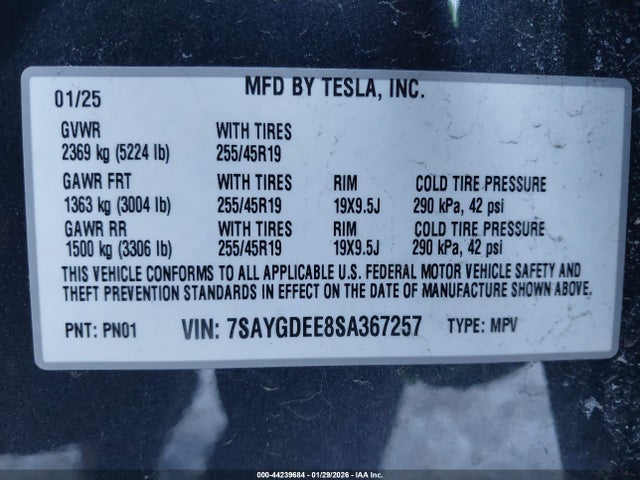 01/25 MFD BY TESLA, INC.
GVWR WITH TIRES
2369 kg (5224 lb) 255/45R19
GAWR FRT WITH TIRES RIM COLD TIRE PRESSURE
1363 kg (3004 lb) 255/45R19 19X9.5J 290 kPa, 42 psi
GAWR RR WITH TIRES RIM COLD TIRE PRESSURE
1500 kg (3306 lb) 255/45R19 19X9.5J 290 kPa, 42 psi
THIS VEHICLE CONFORMS TO ALL APPLICABLE U.S. FEDERAL MOTOR VEHICLE SAFETY AND
THEFT PREVENTION STANDARDS IN EFFECT ON THE DATE OF MANUFACTURE SHOWN ABOVE.
PNT: PN01 VIN: 7SAYGDEE8SA367257 TYPE: MPV
000-44239684 - 01/29/2026 - IAA Inc.